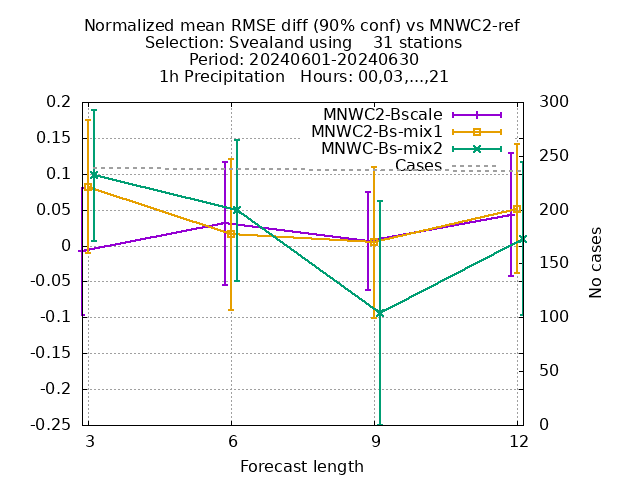 Normalized mean RMSE diff (90% conf) vs MNWC2-ref
Selection: Svealand using    31 stations
Period: 20240601-20240630
1h Precipitation   Hours: 00,03,...,21
MNWC2-Bscale
MNWC2-Bs-mix1
MNWC-Bs-mix2
Cases
0.2
0.15
0.1
0.05
0
-0.05
-0.1
-0.15
-0.2
-0.25
300
250
200
150
100
50
0
No cases
3
6
9
12
Forecast length